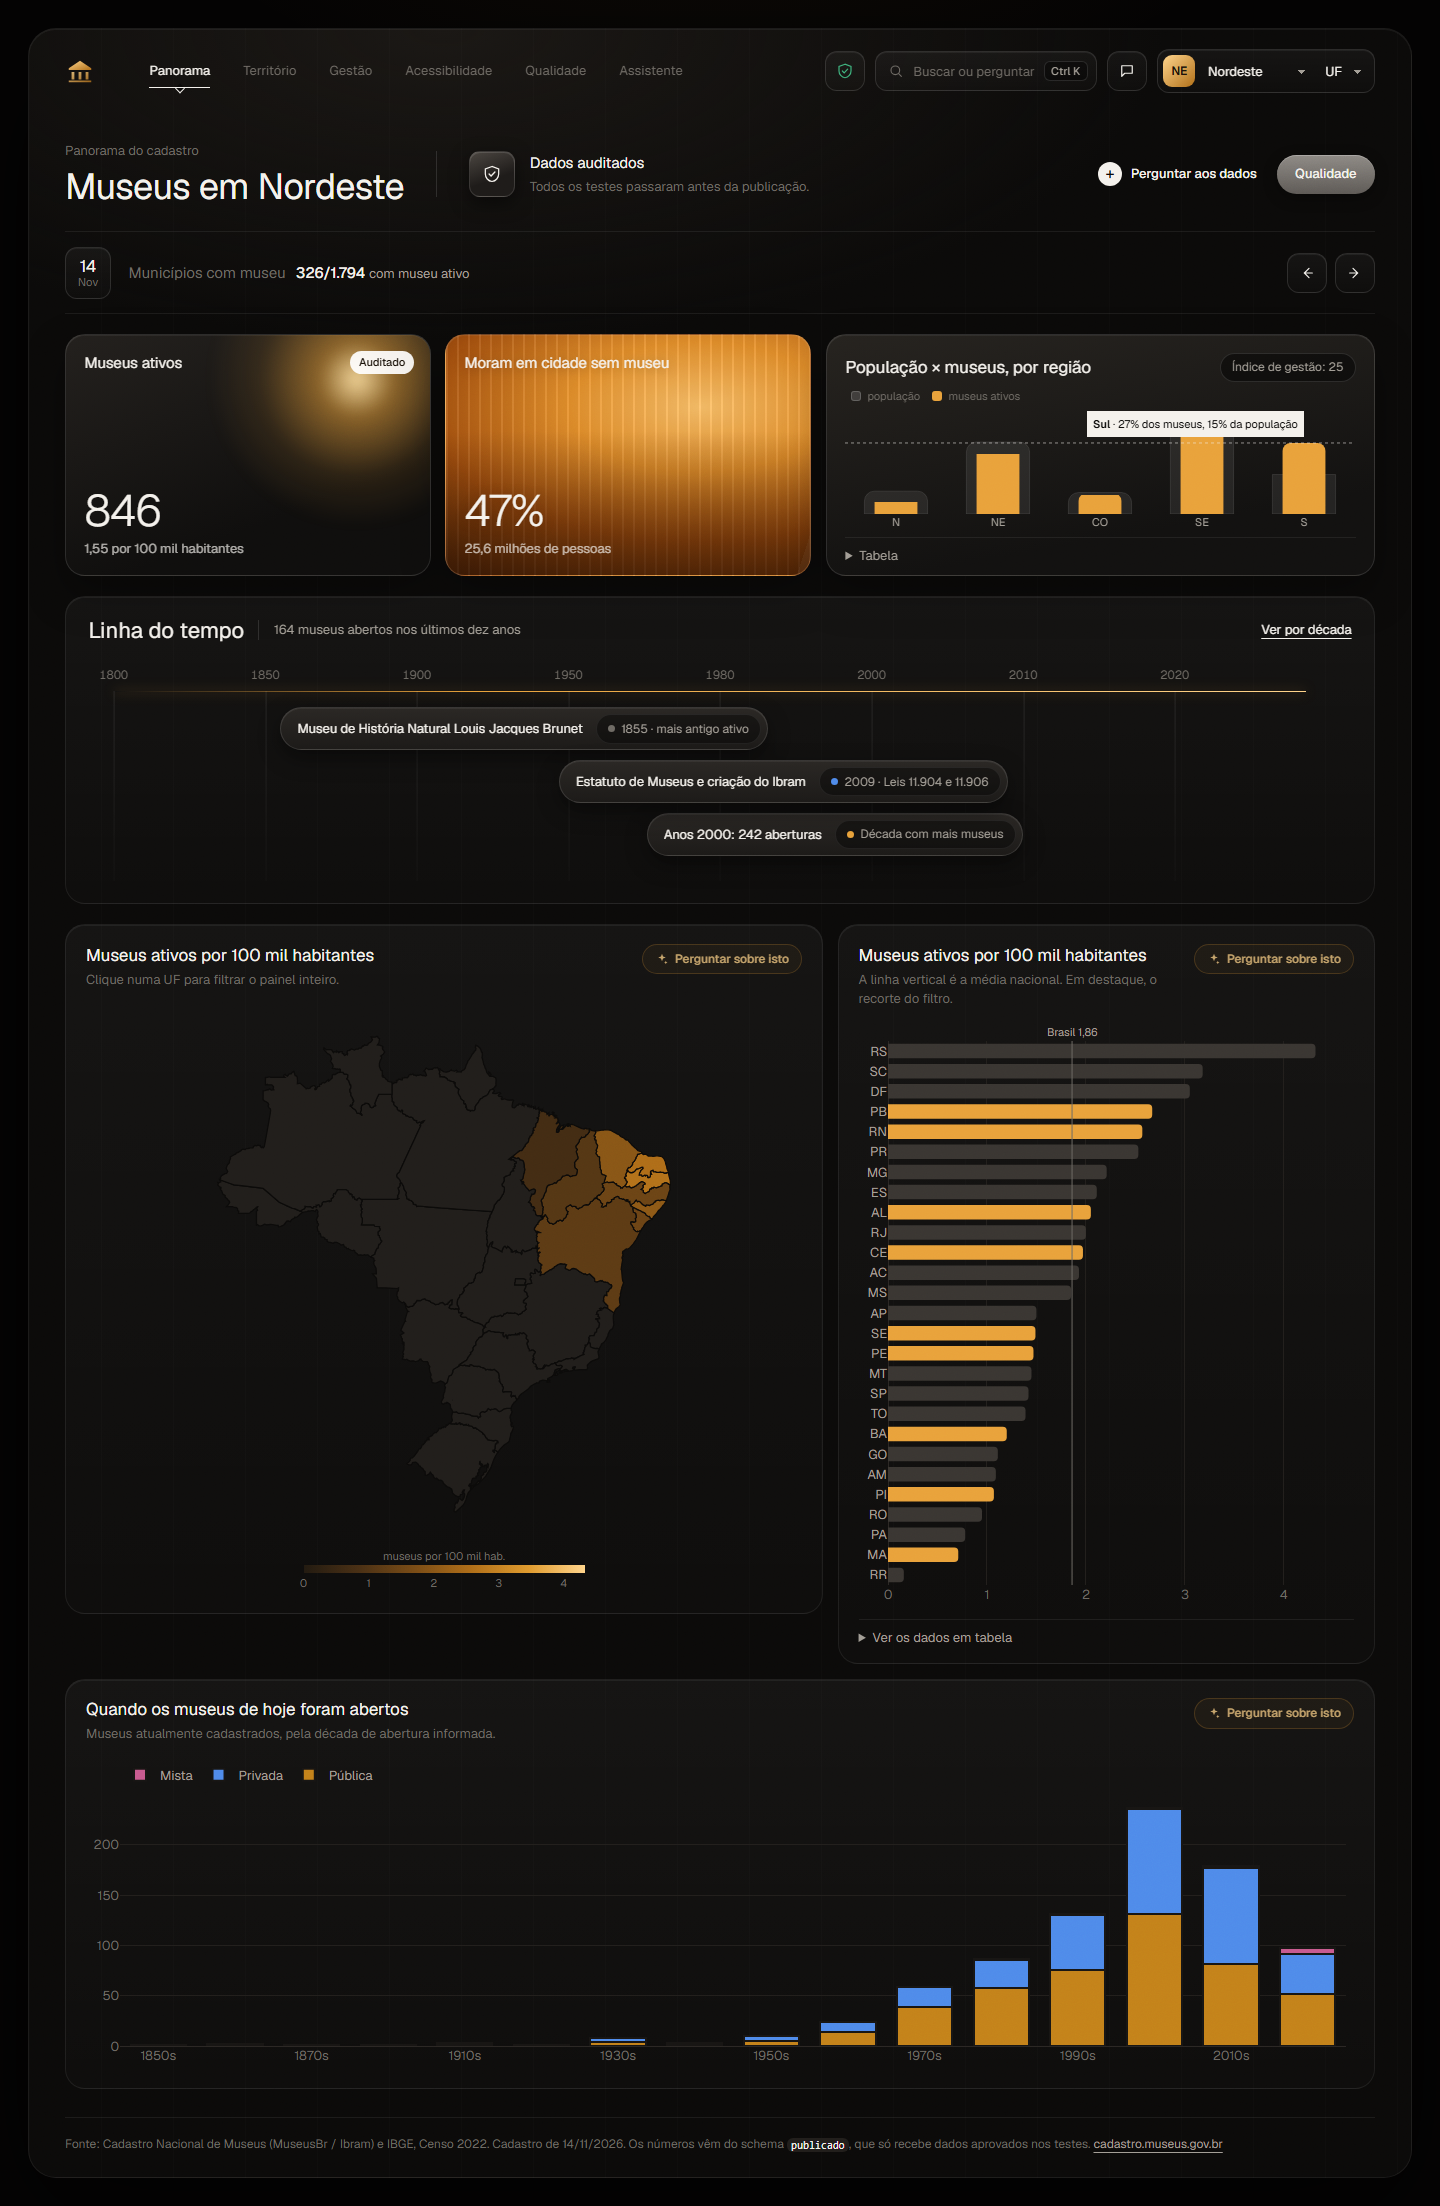 Panorama
Território
Gestão
Acessibilidade
Qualidade
Assistente
Buscar ou perguntar
Ctrl K
NE
Nordeste
UF
Panorama do cadastro
Museus em Nordeste
Dados auditados
Todos os testes passaram antes da publicação.
+ Perguntar aos dados
Qualidade
14
Nov
Municípios com museu 326/1.794 com museu ativo
Museus ativos
Auditado
846
1,55 por 100 mil habitantes
Moram em cidade sem museu
47%
25,6 milhões de pessoas
População × museus, por região
Índice de gestão: 25
população
museus ativos
Sul · 27% dos museus, 15% da população
N
NE
CO
SE
S
Tabela
Linha do tempo
164 museus abertos nos últimos dez anos
Ver por década
1800
1850
1900
1950
1980
2000
2010
2020
Museu de História Natural Louis Jacques Brunet
1855 · mais antigo ativo
Estatuto de Museus e criação do Ibram
2009 · Leis 11.904 e 11.906
Anos 2000: 242 aberturas
Década com mais museus
Museus ativos por 100 mil habitantes
Clique numa UF para filtrar o painel inteiro.
Perguntar sobre isto
museus por 100 mil hab.
0
1
2
3
4
Museus ativos por 100 mil habitantes
A linha vertical é a média nacional. Em destaque, o
recorte do filtro.
Perguntar sobre isto
Brasil 1,86
RS
SC
DF
PB
RN
PR
MG
ES
AL
RJ
CE
AC
MS
AP
SE
PE
MT
SP
TO
BA
GO
AM
PI
RO
PA
MA
RR
0
1
2
3
4
Ver os dados em tabela
Quando os museus de hoje foram abertos
Museus atualmente cadastrados, pela década de abertura informada.
Perguntar sobre isto
Mista
Privada
Pública
200
150
100
50
0
1850s
1870s
1910s
1930s
1950s
1970s
1990s
2010s
Fonte: Cadastro Nacional de Museus (MuseusBr / Ibram) e IBGE, Censo 2022. Cadastro de 14/11/2026. Os números vêm do schema publicado, que só recebe dados aprovados nos testes. cadastro.museus.gov.br